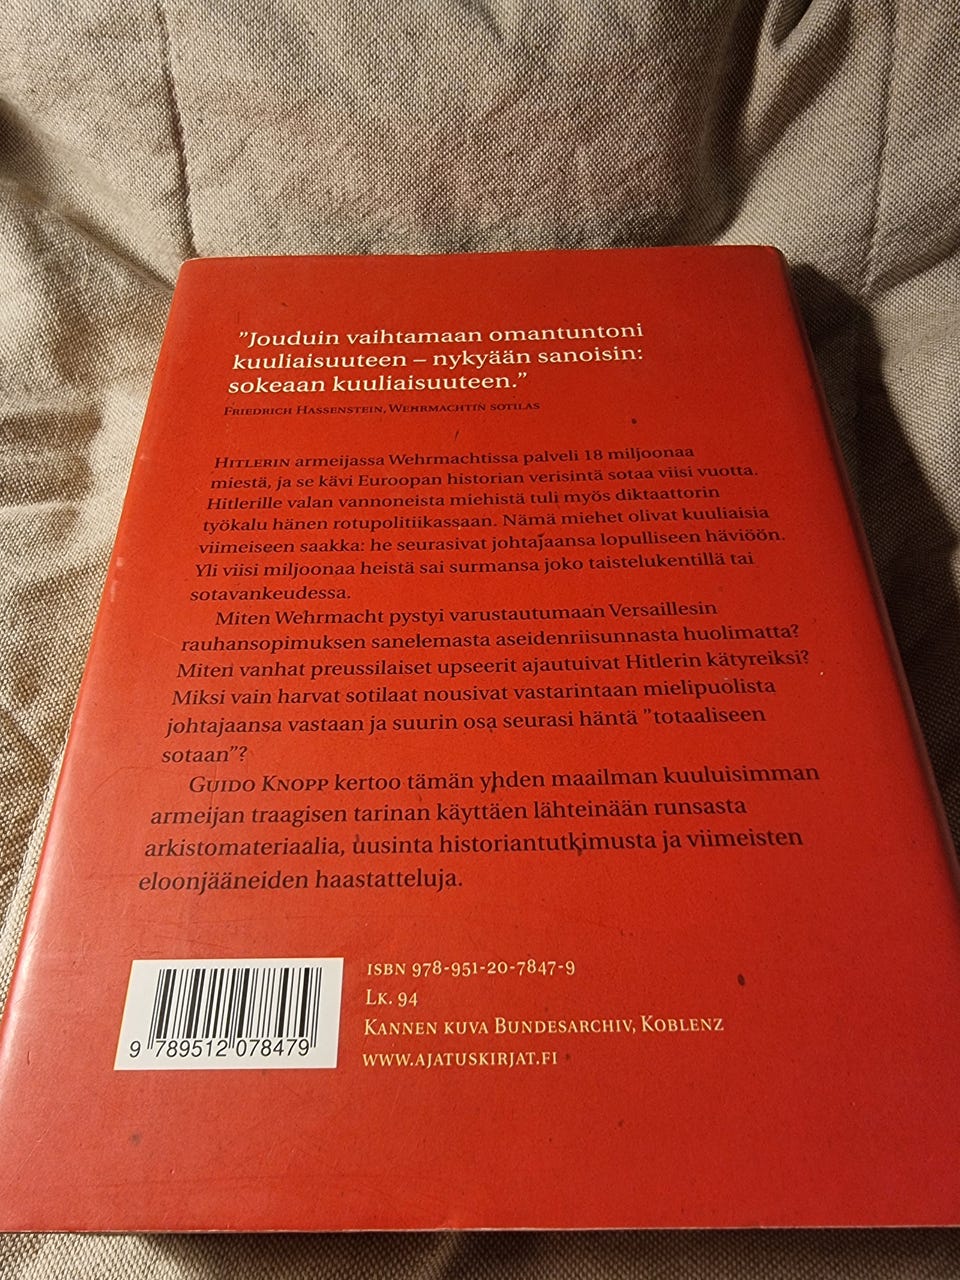 "Jouduin vaihtamaan omantuntoni
kuuliaisuuteen – nykyään sanoisin:
sokeaan kuuliaisuuteen."
Friedrich Hassenstein, Wehrmachtin sotilas
Hitlerin armeijassa Wehrmachtissa palveli 18 miljoonaa
miestä, ja se kävi Euroopan historian verisintä sotaa viisi vuotta.
Hitlerille valan vannoneista miehistä tuli myös diktaattorin
työkalu hänen rotupolitiikassaan. Nämä miehet olivat kuuliaisia
viimeiseen saakka: he seurasivat johtajaansa lopulliseen häviöön.
Yli viisi miljoonaa heistä sai surmansa joko taistelukentillä tai
sotavankeudessa.
Miten Wehrmacht pystyi varustautumaan Versaillesin
rauhansopimuksen sanelemasta aseidenriisunnasta huolimatta?
Miten vanhat preussilaiset upseerit ajautuivat Hitlerin kätyreiksi?
Miksi vain harvat sotilaat nousivat vastarintaan mielipuolista
johtajaansa vastaan ja suurin osa seurasi häntä "totaaliseen
sotaan"?
Guido Knopp kertoo tämän yhden maailman kuuluisimman
armeijan traagisen tarinan käyttäen lähteinään runsasta
arkistomateriaalia, uusinta historiantutkimusta ja viimeisten
eloonjääneiden haastatteluja.
ISBN 978-951-20-7847-9
Lk. 94
Kannen kuva Bundesarchiv, Koblenz
www.ajatuskirjat.fi
9 789512 078479